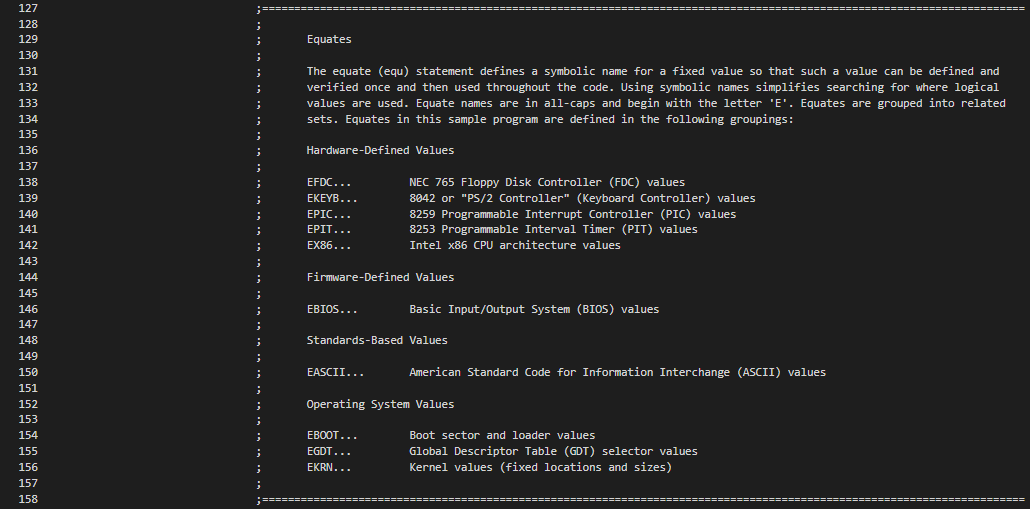 127 ;=======================================================================================================================
128 ;
129 ; Equates
130 ;
131 ; The equate (equ) statement defines a symbolic name for a fixed value so that such a value can be defined and
132 ; verified once and then used throughout the code. Using symbolic names simplifies searching for where logical
133 ; values are used. Equate names are in all-caps and begin with the letter 'E'. Equates are grouped into related
134 ; sets. Equates in this sample program are defined in the following groupings:
135 ;
136 ; Hardware-Defined Values
137 ;
138 ; EFDC... NEC 765 Floppy Disk Controller (FDC) values
139 ; EKEYB... 8042 or "PS/2 Controller" (Keyboard Controller) values
140 ; EPIC... 8259 Programmable Interrupt Controller (PIC) values
141 ; EPIT... 8253 Programmable Interval Timer (PIT) values
142 ; EX86... Intel x86 CPU architecture values
143 ;
144 ; Firmware-Defined Values
145 ;
146 ; EBIOS... Basic Input/Output System (BIOS) values
147 ;
148 ; Standards-Based Values
149 ;
150 ; EASCII... American Standard Code for Information Interchange (ASCII) values
151 ;
152 ; Operating System Values
153 ;
154 ; EBOOT... Boot sector and loader values
155 ; EGDT... Global Descriptor Table (GDT) selector values
156 ; EKRN... Kernel values (fixed locations and sizes)
157 ;
158 ;=======================================================================================================================